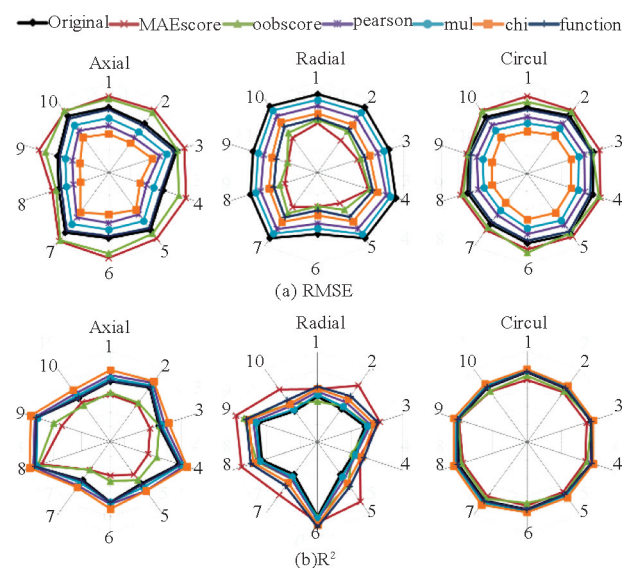 Original MAEscore oobscore pearson mul chi function
Axial Radial Circul
1 1 1
10 2 10 2 10 2
9 3 9 3 9 3
8 4 8 4 8 4
7 5 7 5 7 5
6 6 6
(a) RMSE
Axial Radial Circul
1 1 1
10 2 10 2 10 2
9 3 9 3 9 3
8 4 8 4 8 4
7 5 7 5 7 5
6 6 6
(b)R²